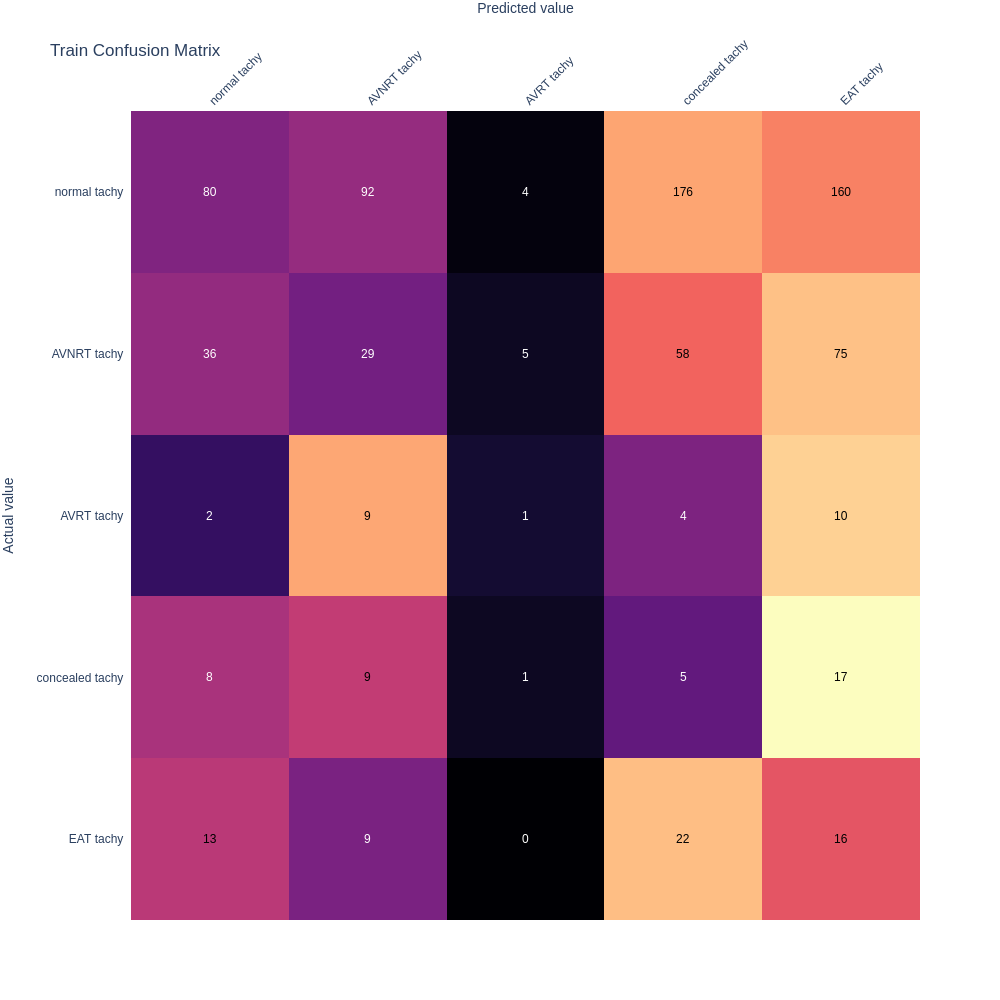 Predicted value
Train Confusion Matrix
normal tachy
AVNRT tachy
AVRT tachy
concealed tachy
EAT tachy
Actual value
normal tachy 80 92 4 176 160
AVNRT tachy 36 29 5 58 75
AVRT tachy 2 9 1 4 10
concealed tachy 8 9 1 5 17
EAT tachy 13 9 0 22 16